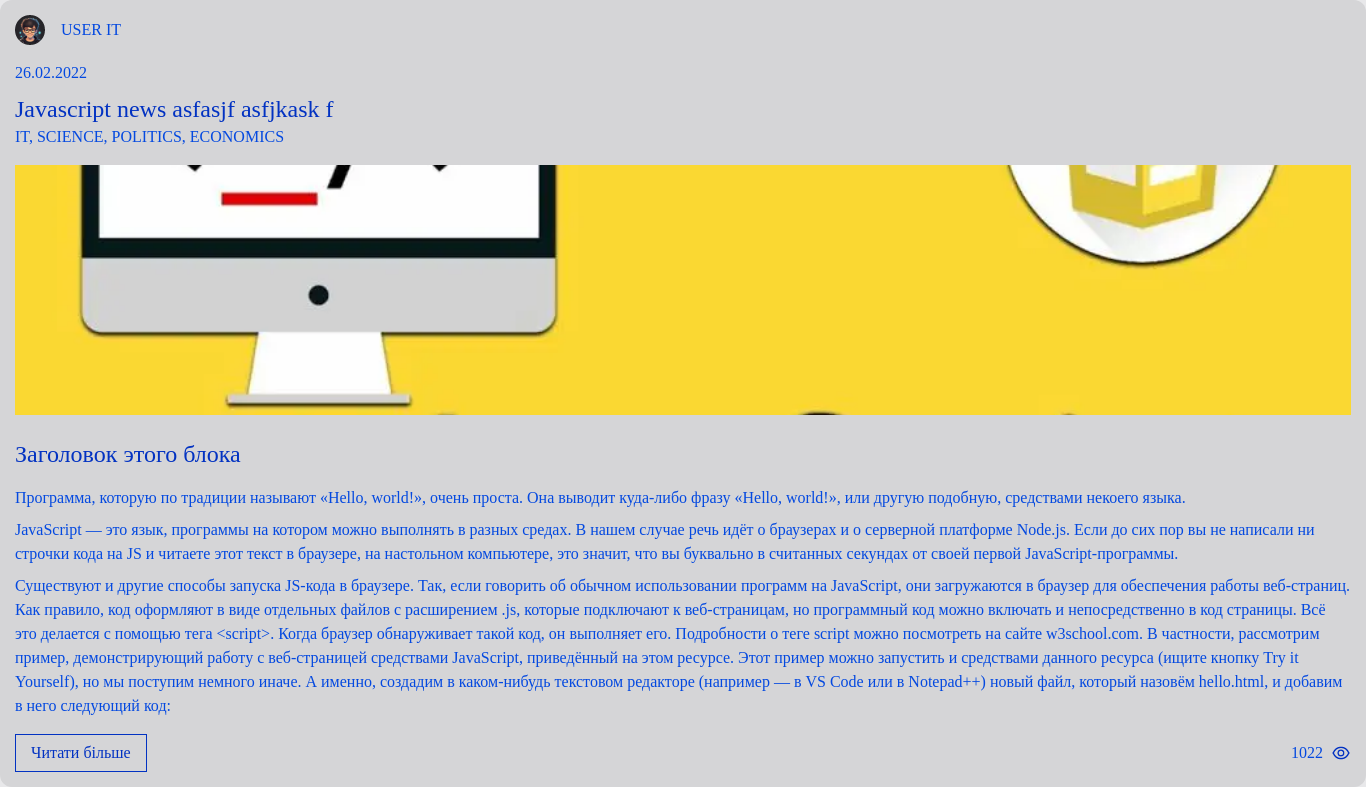 USER IT
26.02.2022
Javascript news asfasjf asfjkask f
IT, SCIENCE, POLITICS, ECONOMICS
Заголовок этого блока
Программа, которую по традиции называют «Hello, world!», очень проста. Она выводит куда-либо фразу «Hello, world!», или другую подобную, средствами некоего языка.
JavaScript — это язык, программы на котором можно выполнять в разных средах. В нашем случае речь идёт о браузерах и о серверной платформе Node.js. Если до сих пор вы не написали ни
строчки кода на JS и читаете этот текст в браузере, на настольном компьютере, это значит, что вы буквально в считанных секундах от своей первой JavaScript-программы.
Существуют и другие способы запуска JS-кода в браузере. Так, если говорить об обычном использовании программ на JavaScript, они загружаются в браузер для обеспечения работы веб-страниц.
Как правило, код оформляют в виде отдельных файлов с расширением .js, которые подключают к веб-страницам, но программный код можно включать и непосредственно в код страницы. Всё
это делается с помощью тега <script>. Когда браузер обнаруживает такой код, он выполняет его. Подробности о теге script можно посмотреть на сайте w3school.com. В частности, рассмотрим
пример, демонстрирующий работу с веб-страницей средствами JavaScript, приведённый на этом ресурсе. Этот пример можно запустить и средствами данного ресурса (ищите кнопку Try it
Yourself), но мы поступим немного иначе. А именно, создадим в каком-нибудь текстовом редакторе (например — в VS Code или в Notepad++) новый файл, который назовём hello.html, и добавим
в него следующий код:
Читати більше
1022